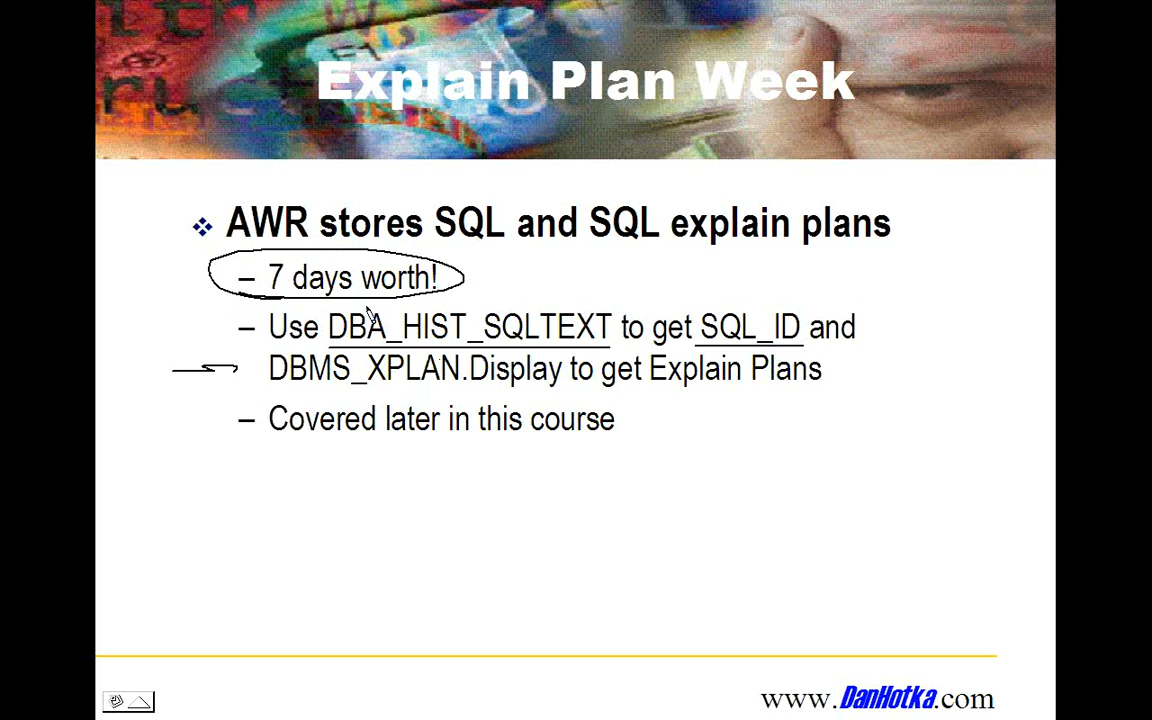 Explain Plan Week
❖ AWR stores SQL and SQL explain plans
– 7 days worth!
– Use DBA_HIST_SQLTEXT to get SQL_ID and
DBMS_XPLAN.Display to get Explain Plans
– Covered later in this course
www.DanHotka.com